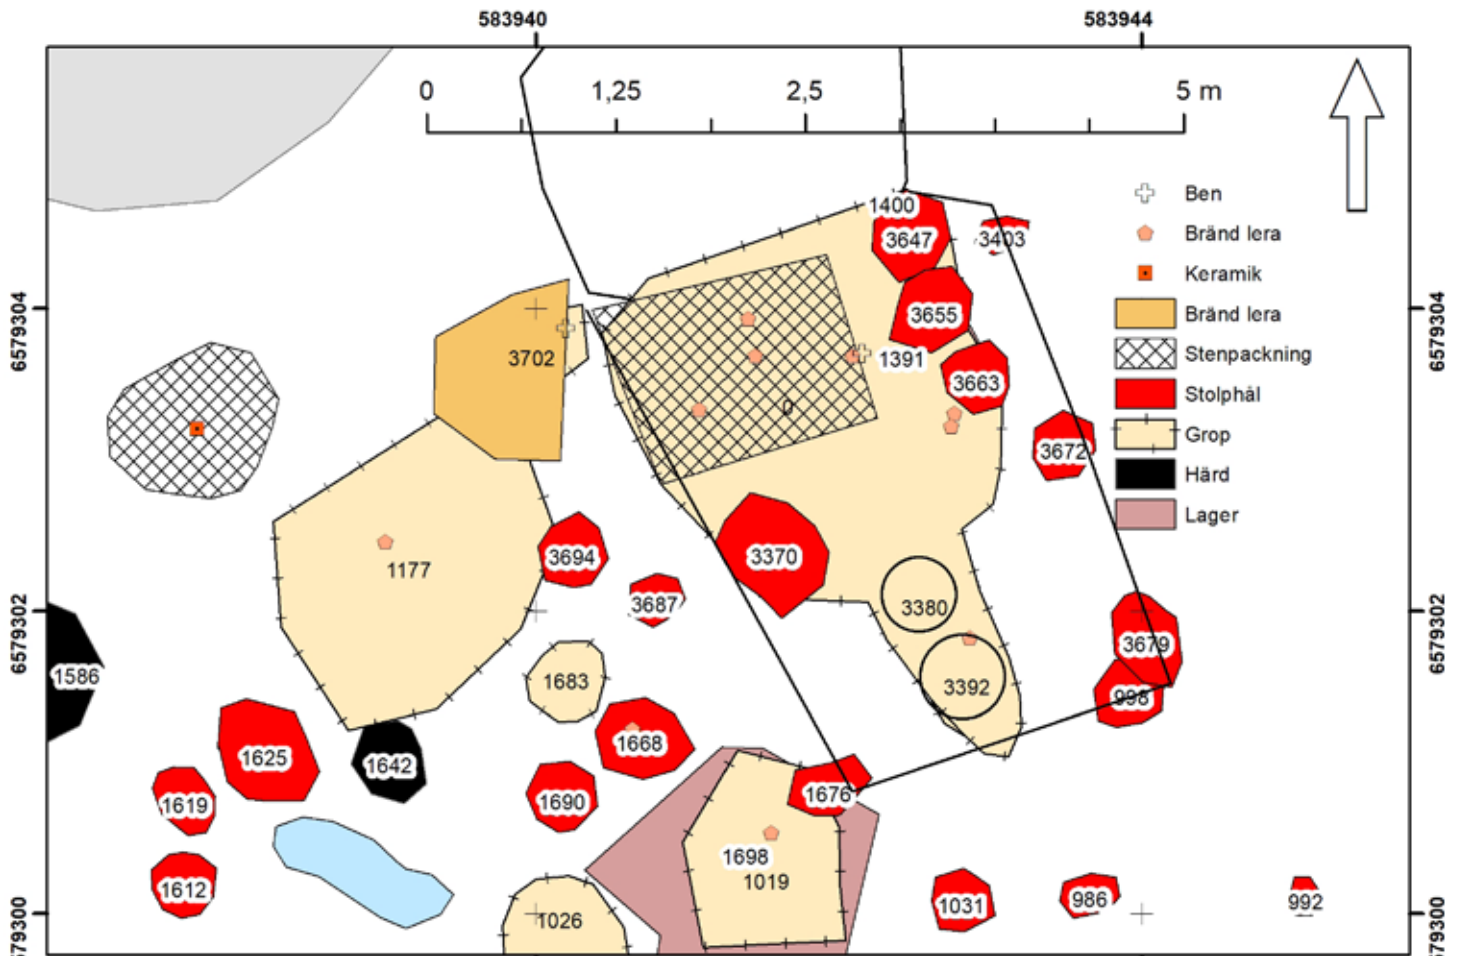 583940 583944
0 1,25 2,5 5 m
Ben
1400
Bränd lera
3647 3403
Keramik
6579304 6579304
Bränd lera
3655
3702 1391 Stenpackning
3663
Stolphål
0
Grop
3672
Härd
Lager
3694 3370
1177
3687 3380
6579302 6579302
3679
1586 1683 3392
998
1668
1625 1642
1619 1690 1676
1698
1019
1612
1031 986 992
1026
6579300 6579300